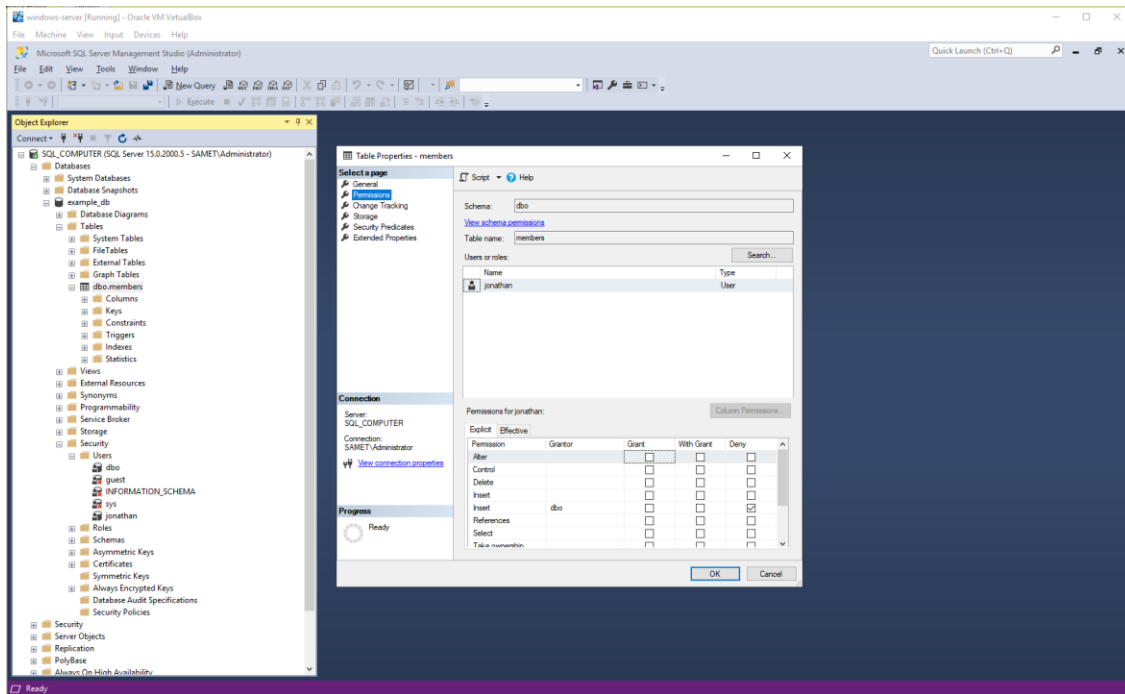 windows-server [Running] - Oracle VM VirtualBox
File Machine View Input Devices Help
Microsoft SQL Server Management Studio (Administrator)
Quick Launch (Ctrl+Q)
File Edit View Tools Window Help
New Query
Execute
Object Explorer
Connect
SQL_COMPUTER (SQL Server 15.0.2000.5 - SAMET\Administrator)
Databases
System Databases
Database Snapshots
example_db
Database Diagrams
Tables
System Tables
FileTables
External Tables
Graph Tables
dbo.members
Columns
Keys
Constraints
Triggers
Indexes
Statistics
Views
External Resources
Synonyms
Programmability
Service Broker
Storage
Security
Users
dbo
guest
INFORMATION_SCHEMA
sys
jonathan
Roles
Schemas
Asymmetric Keys
Certificates
Symmetric Keys
Always Encrypted Keys
Database Audit Specifications
Security Policies
Security
Server Objects
Replication
PolyBase
Always On High Availability
Table Properties - members
Select a page
General
Permissions
Change Tracking
Storage
Security Predicates
Extended Properties
Connection
Server:
SQL_COMPUTER
Connection:
SAMET\Administrator
View connection properties
Progress
Ready
Script Help
Schema: dbo
View schema permissions
Table name: members
Users or roles: Search...
Name Type
jonathan User
Permissions for jonathan: Column Permissions...
Explicit Effective
Permission Grantor Grant With Grant Deny
Alter
Control
Delete
Insert
Insert dbo
References
Select
Take ownership
OK Cancel
Ready